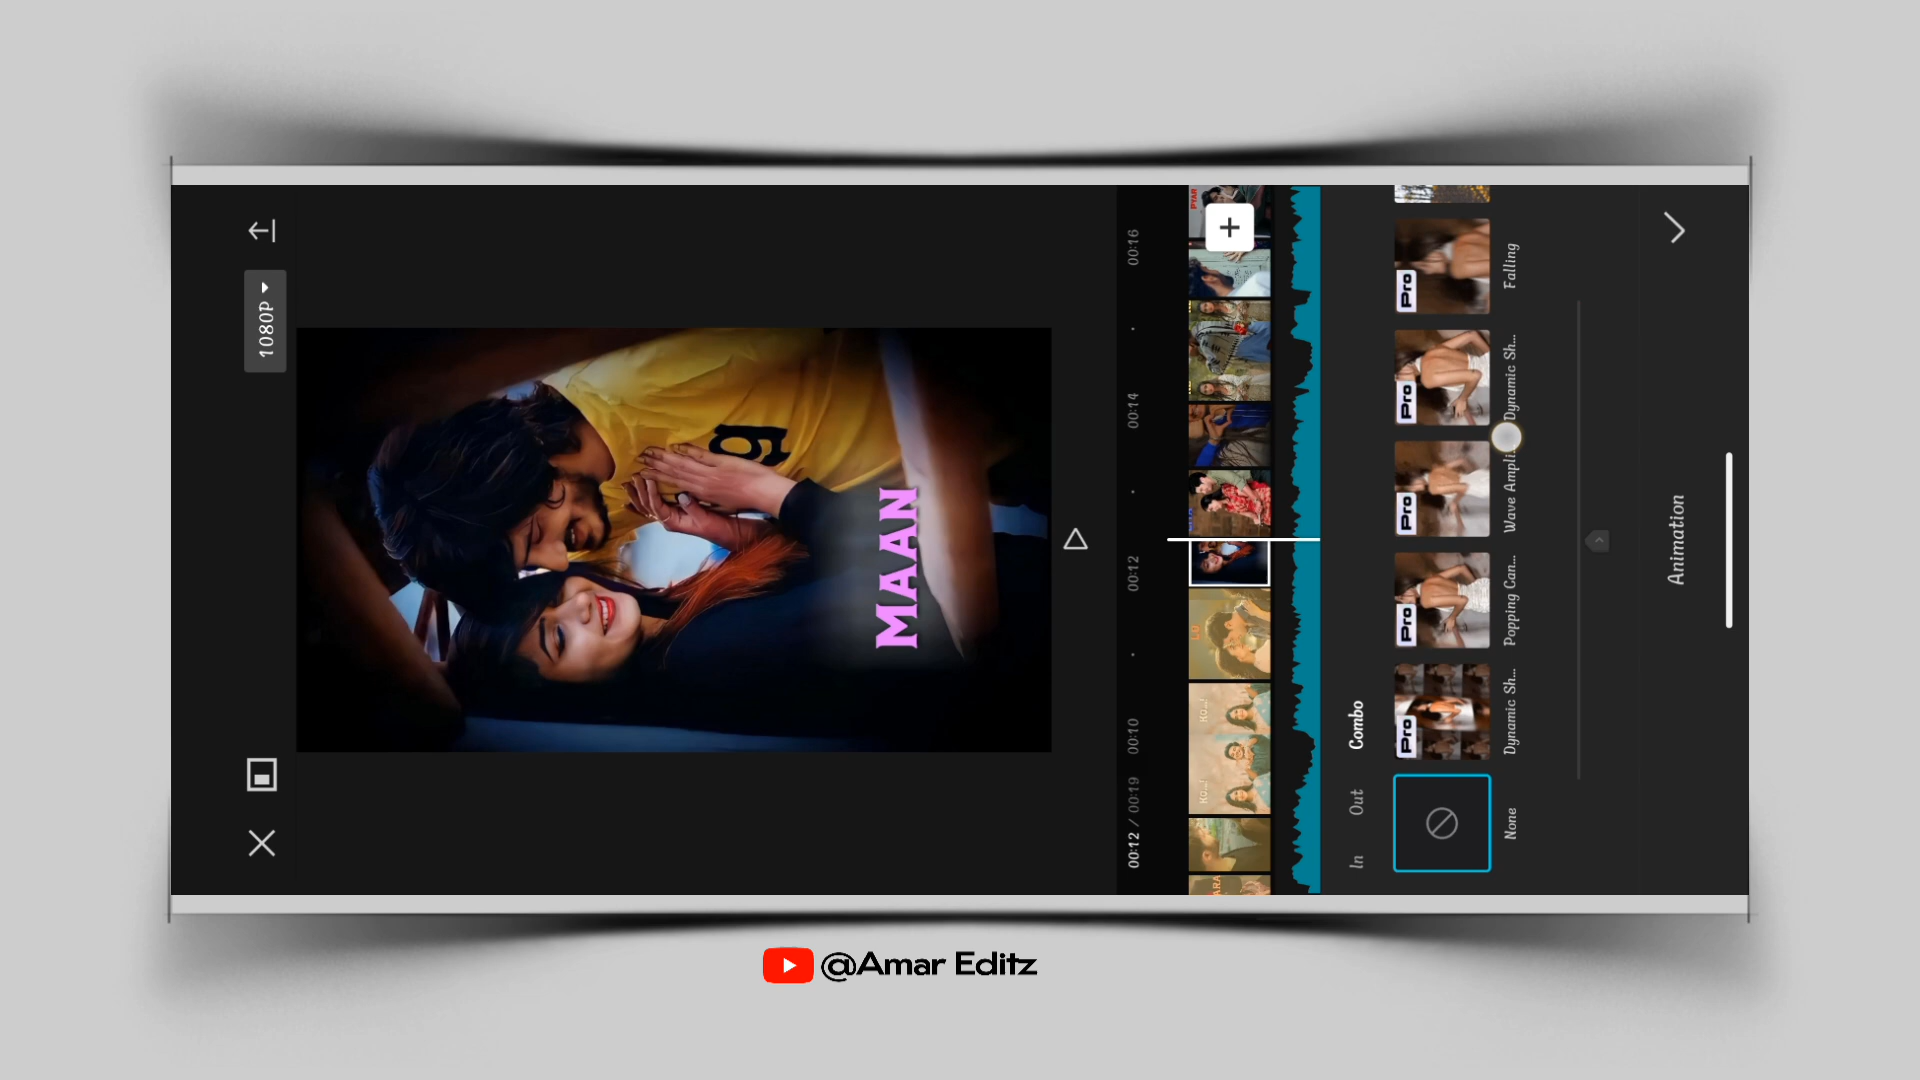 1080P
MAAN
00:12 / 00:19
00:10
00:12
00:14
00:16
In
Out
Combo
None
Pro
Dynamic Sh...
Pro
Popping Can...
Pro
Wave Ampli...
Pro
Dynamic Sh...
Pro
Falling
Animation
@Amar Editz